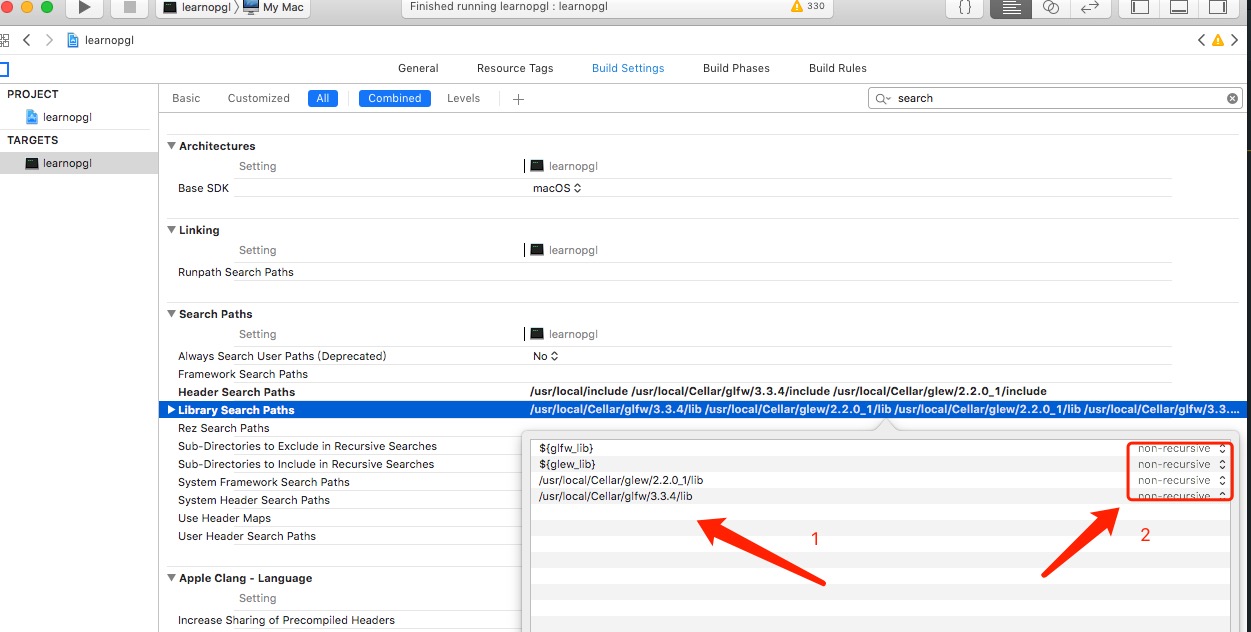 learnopgl My Mac Finished running learnopgl : learnopgl 330 {}
learnopgl
General Resource Tags Build Settings Build Phases Build Rules
PROJECT
learnopgl
TARGETS
learnopgl
Basic Customized All Combined Levels + search
Architectures
Setting learnopgl
Base SDK macOS
Linking
Setting learnopgl
Runpath Search Paths
Search Paths
Setting learnopgl
Always Search User Paths (Deprecated) No
Framework Search Paths
Header Search Paths /usr/local/include /usr/local/Cellar/glfw/3.3.4/include /usr/local/Cellar/glew/2.2.0_1/include
Library Search Paths /usr/local/Cellar/glfw/3.3.4/lib /usr/local/Cellar/glew/2.2.0_1/lib /usr/local/Cellar/glew/2.2.0_1/lib /usr/local/Cellar/glfw/3.3....
Rez Search Paths
Sub-Directories to Exclude in Recursive Searches
Sub-Directories to Include in Recursive Searches
System Framework Search Paths
System Header Search Paths
Use Header Maps
User Header Search Paths
${glfw_lib} non-recursive
${glew_lib} non-recursive
/usr/local/Cellar/glew/2.2.0_1/lib non-recursive
/usr/local/Cellar/glfw/3.3.4/lib non-recursive
1
2
Apple Clang - Language
Setting
Increase Sharing of Precompiled Headers